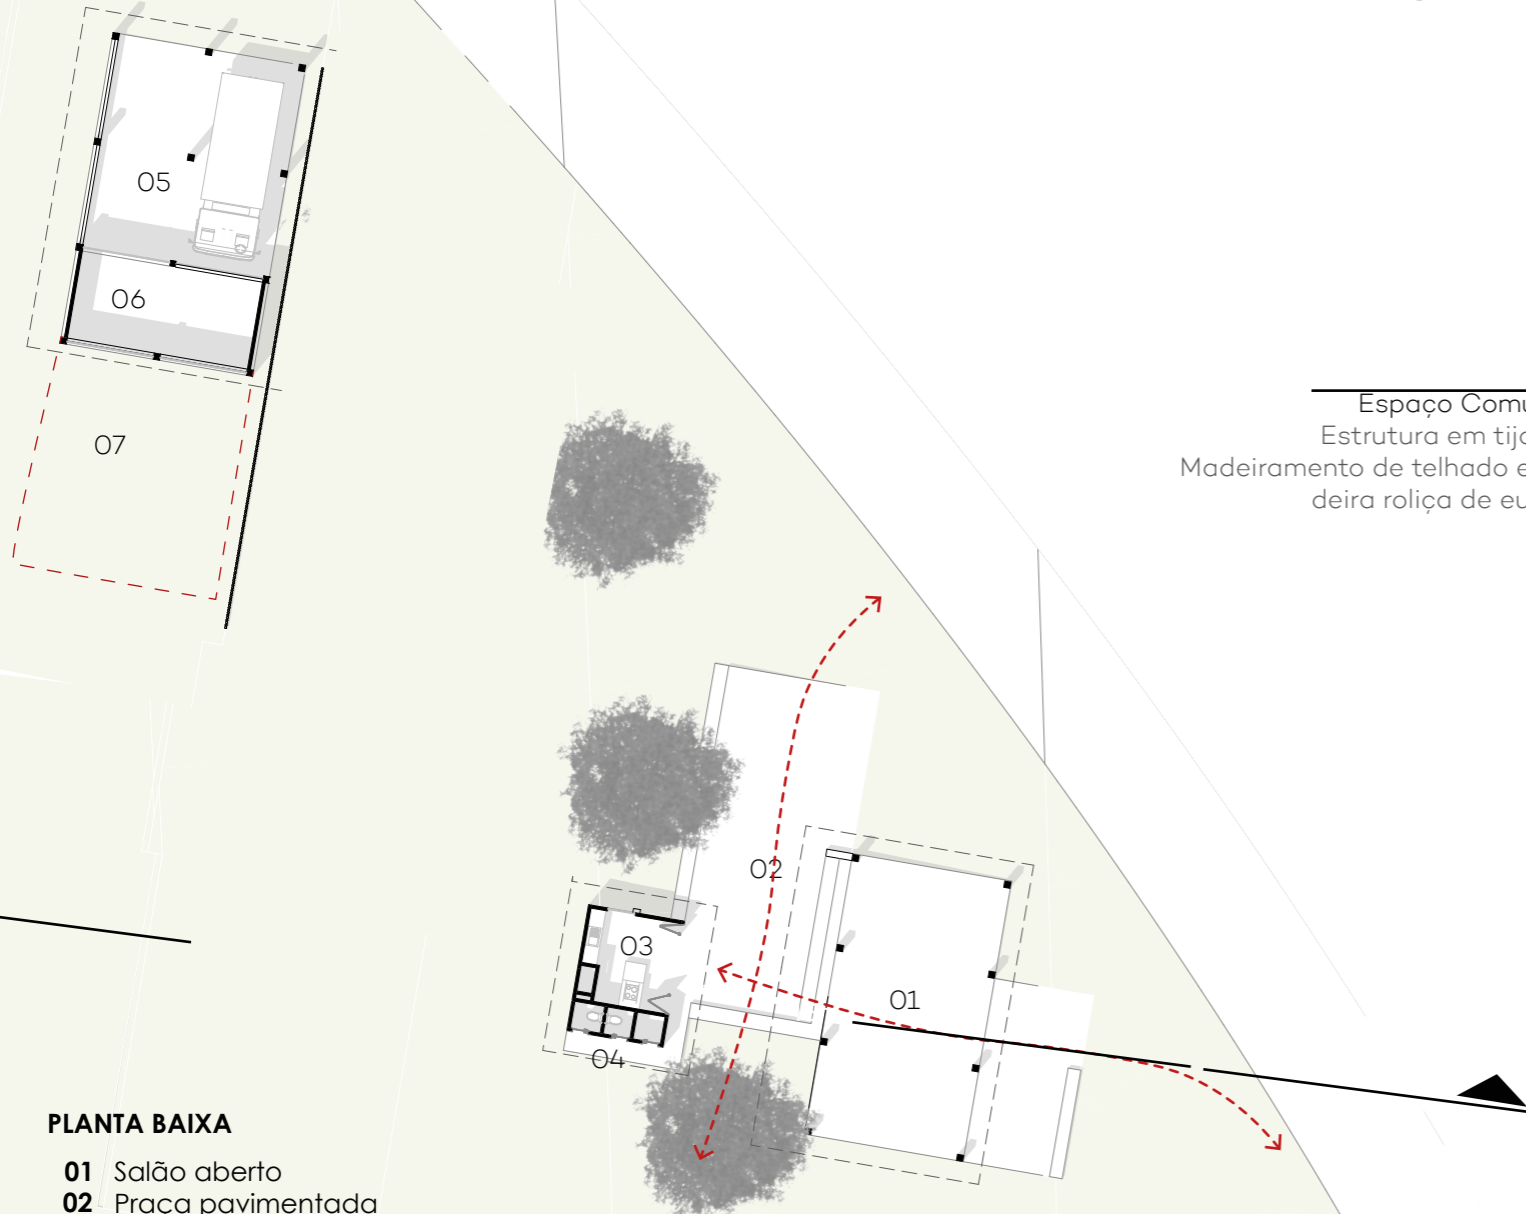 05
06
07
Espaço Comu
Estrutura em tijo
Madeiramento de telhado e
deira roliça de eu
02
03
01
04
PLANTA BAIXA
01 Salão aberto
02 Praça pavimentada